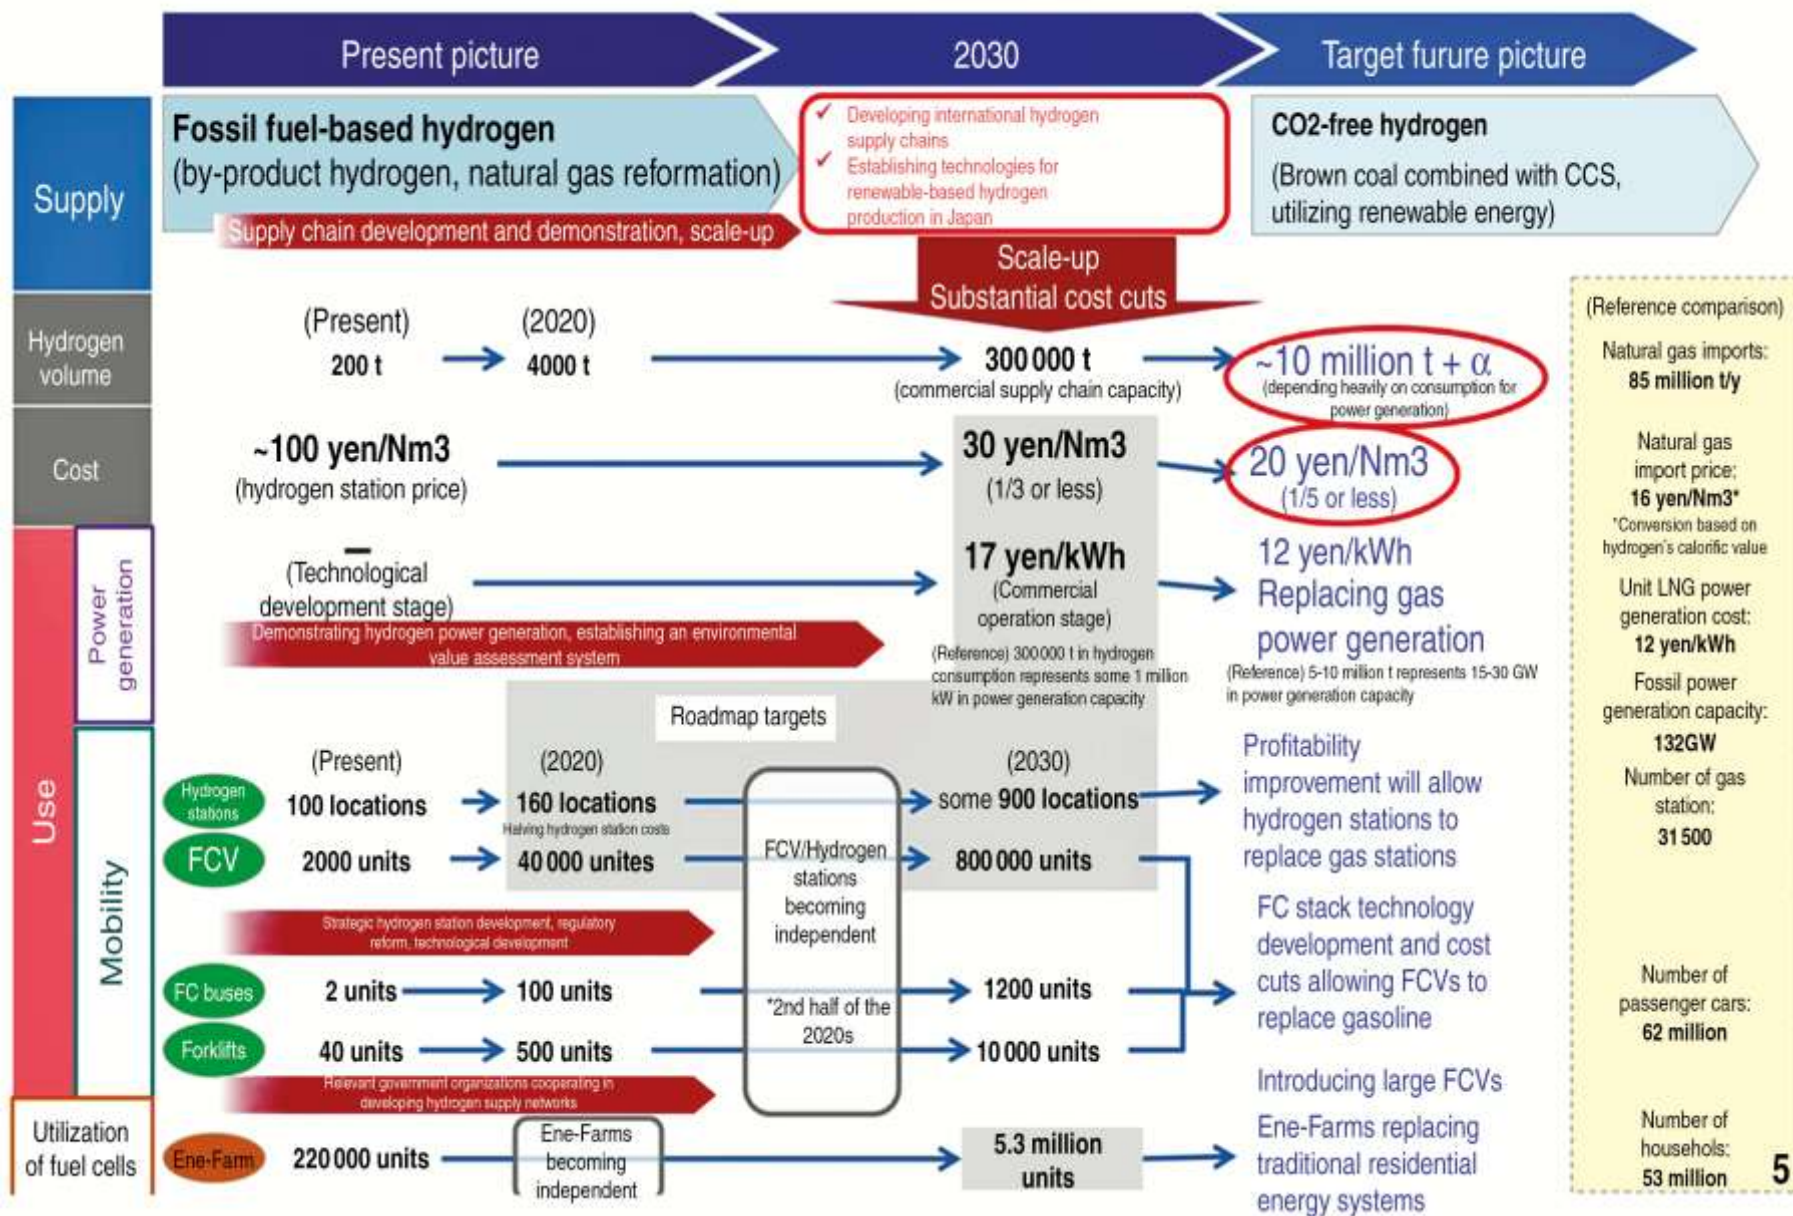 Present picture
2030
Target furure picture
Supply
Fossil fuel-based hydrogen
(by-product hydrogen, natural gas reformation)
Supply chain development and demonstration, scale-up
✓ Developing international hydrogen
supply chains
✓ Establishing technologies for
renewable-based hydrogen
production in Japan
CO2-free hydrogen
(Brown coal combined with CCS,
utilizing renewable energy)
Scale-up
Substantial cost cuts
Hydrogen
volume
(Present)
200 t
(2020)
4000 t
300 000 t
(commercial supply chain capacity)
~10 million t + α
(depending heavily on consumption for
power generation)
Cost
~100 yen/Nm3
(hydrogen station price)
30 yen/Nm3
(1/3 or less)
20 yen/Nm3
(1/5 or less)
Use
Power
generation
–
(Technological
development stage)
Demonstrating hydrogen power generation, establishing an environmental
value assessment system
17 yen/kWh
(Commercial
operation stage)
(Reference) 300 000 t in hydrogen
consumption represents some 1 million
kW in power generation capacity
12 yen/kWh
Replacing gas
power generation
(Reference) 5-10 million t represents 15-30 GW
in power generation capacity
Roadmap targets
Mobility
(Present)
(2020)
(2030)
Hydrogen
stations
100 locations
160 locations
Halving hydrogen station costs
some 900 locations
FCV
2000 units
40 000 unites
800 000 units
FCV/Hydrogen
stations
becoming
independent
*2nd half of the
2020s
Profitability
improvement will allow
hydrogen stations to
replace gas stations
Strategic hydrogen station development, regulatory
reform, technological development
FC buses
2 units
100 units
1200 units
Forklifts
40 units
500 units
10 000 units
FC stack technology
development and cost
cuts allowing FCVs to
replace gasoline
Introducing large FCVs
Relevant government organizations cooperating in
developing hydrogen supply networks
Utilization
of fuel cells
Ene-Farm
220 000 units
Ene-Farms
becoming
independent
5.3 million
units
Ene-Farms replacing
traditional residential
energy systems
(Reference comparison)
Natural gas imports:
85 million t/y
Natural gas
import price:
16 yen/Nm3*
*Conversion based on
hydrogen's calorific value
Unit LNG power
generation cost:
12 yen/kWh
Fossil power
generation capacity:
132GW
Number of gas
station:
31 500
Number of
passenger cars:
62 million
Number of
househols:
53 million
5